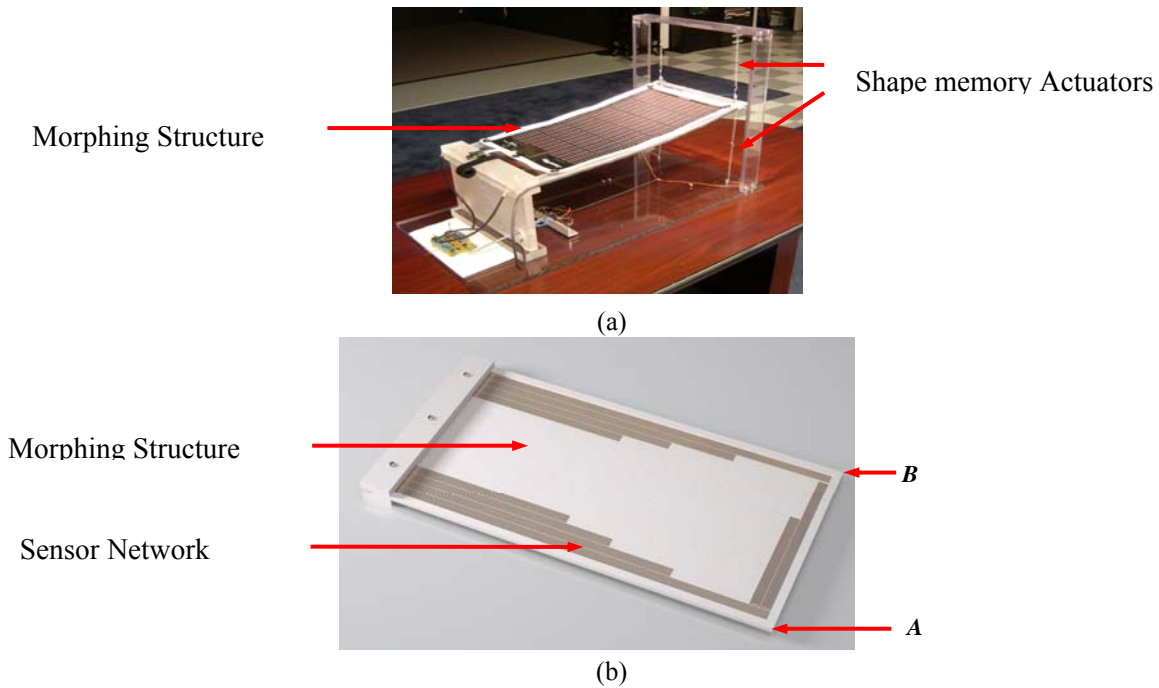 Shape memory Actuators
Morphing Structure
(a)
Morphing Structure
B
Sensor Network
A
(b)